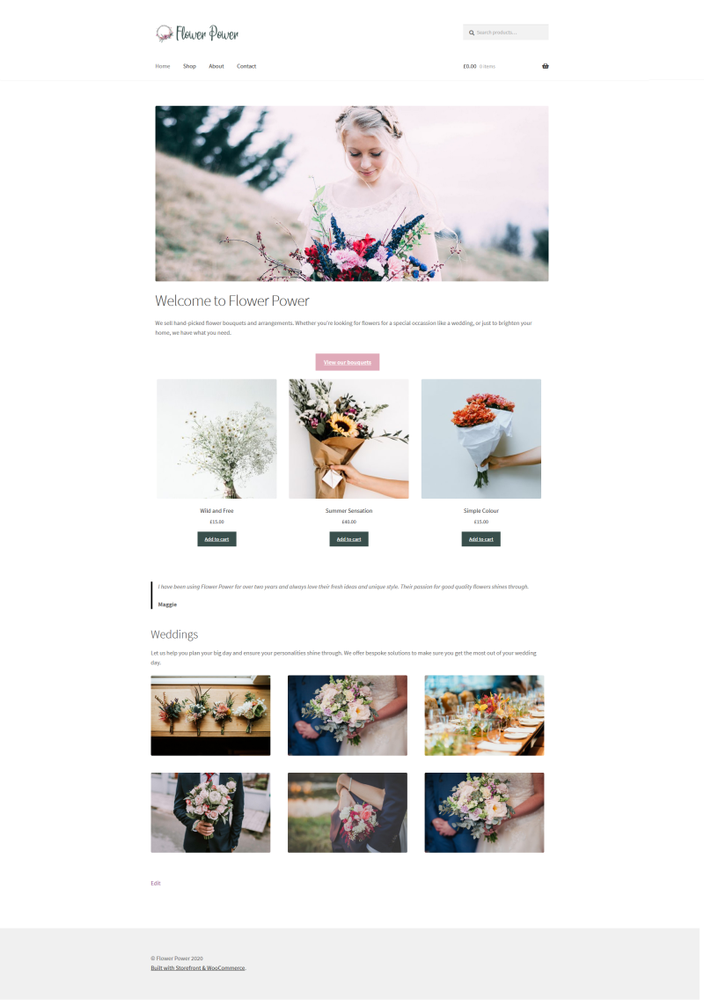 Flower Power
Search products…
Home Shop About Contact
£0.00 0 items
Welcome to Flower Power
We sell hand-picked flower bouquets and arrangements. Whether you're looking for flowers for a special occassion like a wedding, or just to brighten your
home, we have what you need.
View our bouquets
Wild and Free Summer Sensation Simple Colour
£15.00 £40.00 £35.00
Add to cart Add to cart Add to cart
I have been using Flower Power for over two years and always love their fresh ideas and unique style. Their passion for good quality flowers shines through.
Maggie
Weddings
Let us help you plan your big day and ensure your personalities shine through. We offer bespoke solutions to make sure you get the most out of your wedding
day.
Edit
© Flower Power 2020
Built with Storefront & WooCommerce.